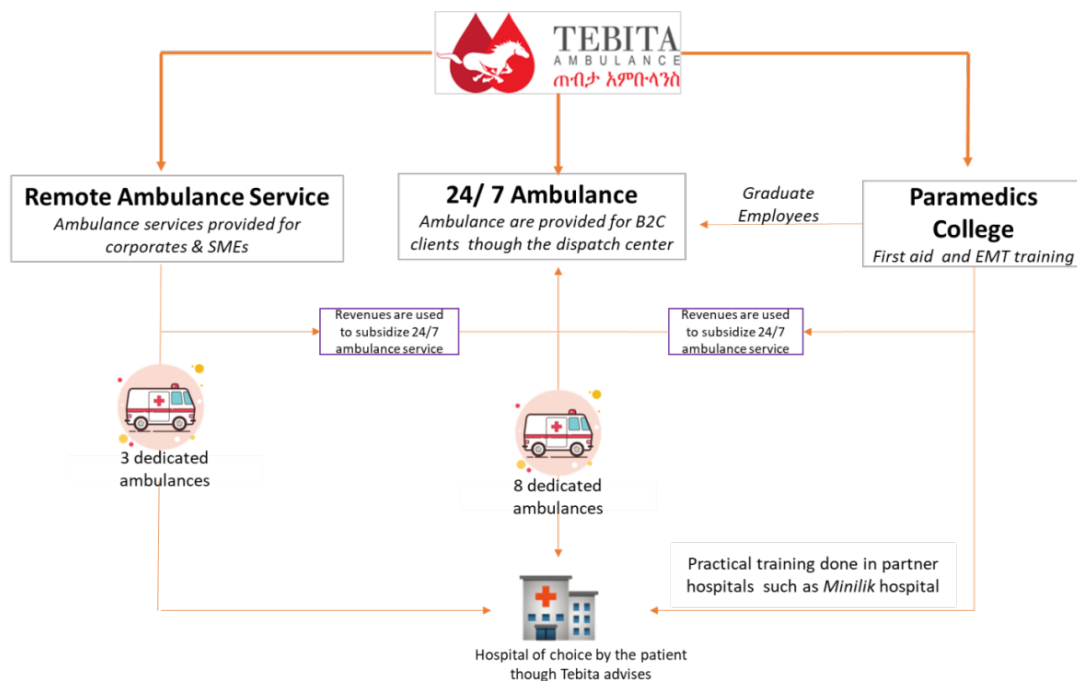 TEBITA
AMBULANCE
ጠብታ አምቡላንስ
Remote Ambulance Service
Ambulance services provided for
corporates & SMEs
24/ 7 Ambulance
Ambulance are provided for B2C
clients though the dispatch center
Graduate
Employees
Paramedics
College
First aid and EMT training
Revenues are used
to subsidize 24/7
ambulance service
Revenues are used
to subsidize 24/7
ambulance service
3 dedicated
ambulances
8 dedicated
ambulances
Practical training done in partner
hospitals such as Minilik hospital
Hospital of choice by the patient
though Tebita advises